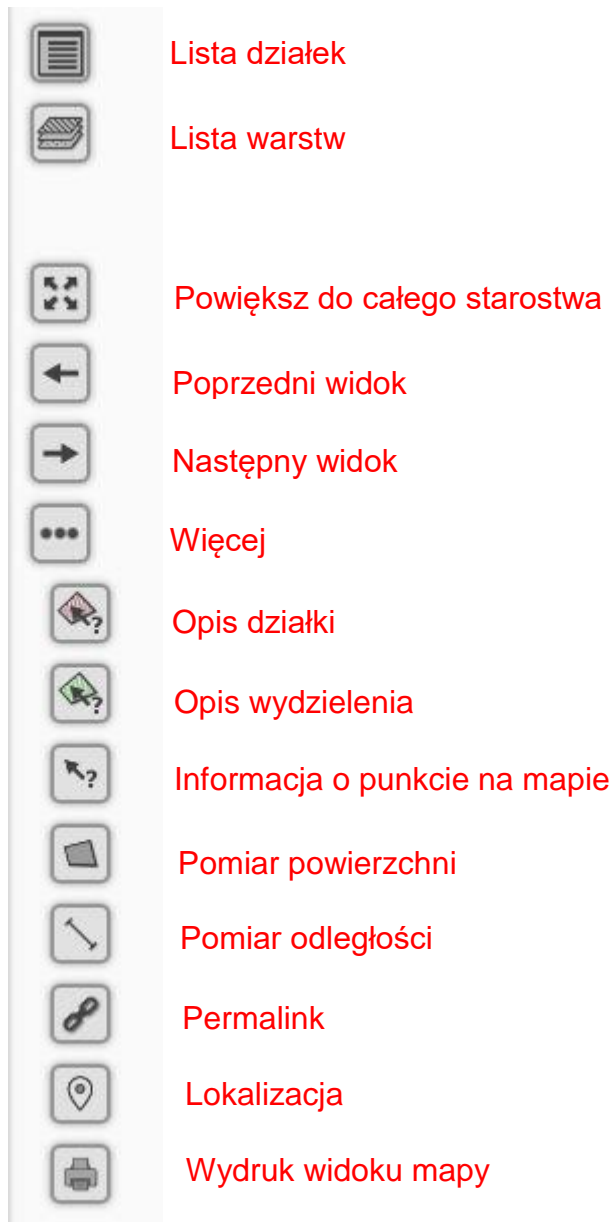 Lista działek
Lista warstw
Powiększ do całego starostwa
Poprzedni widok
Następny widok
Więcej
Opis działki
Opis wydzielenia
Informacja o punkcie na mapie
Pomiar powierzchni
Pomiar odległości
Permalink
Lokalizacja
Wydruk widoku mapy